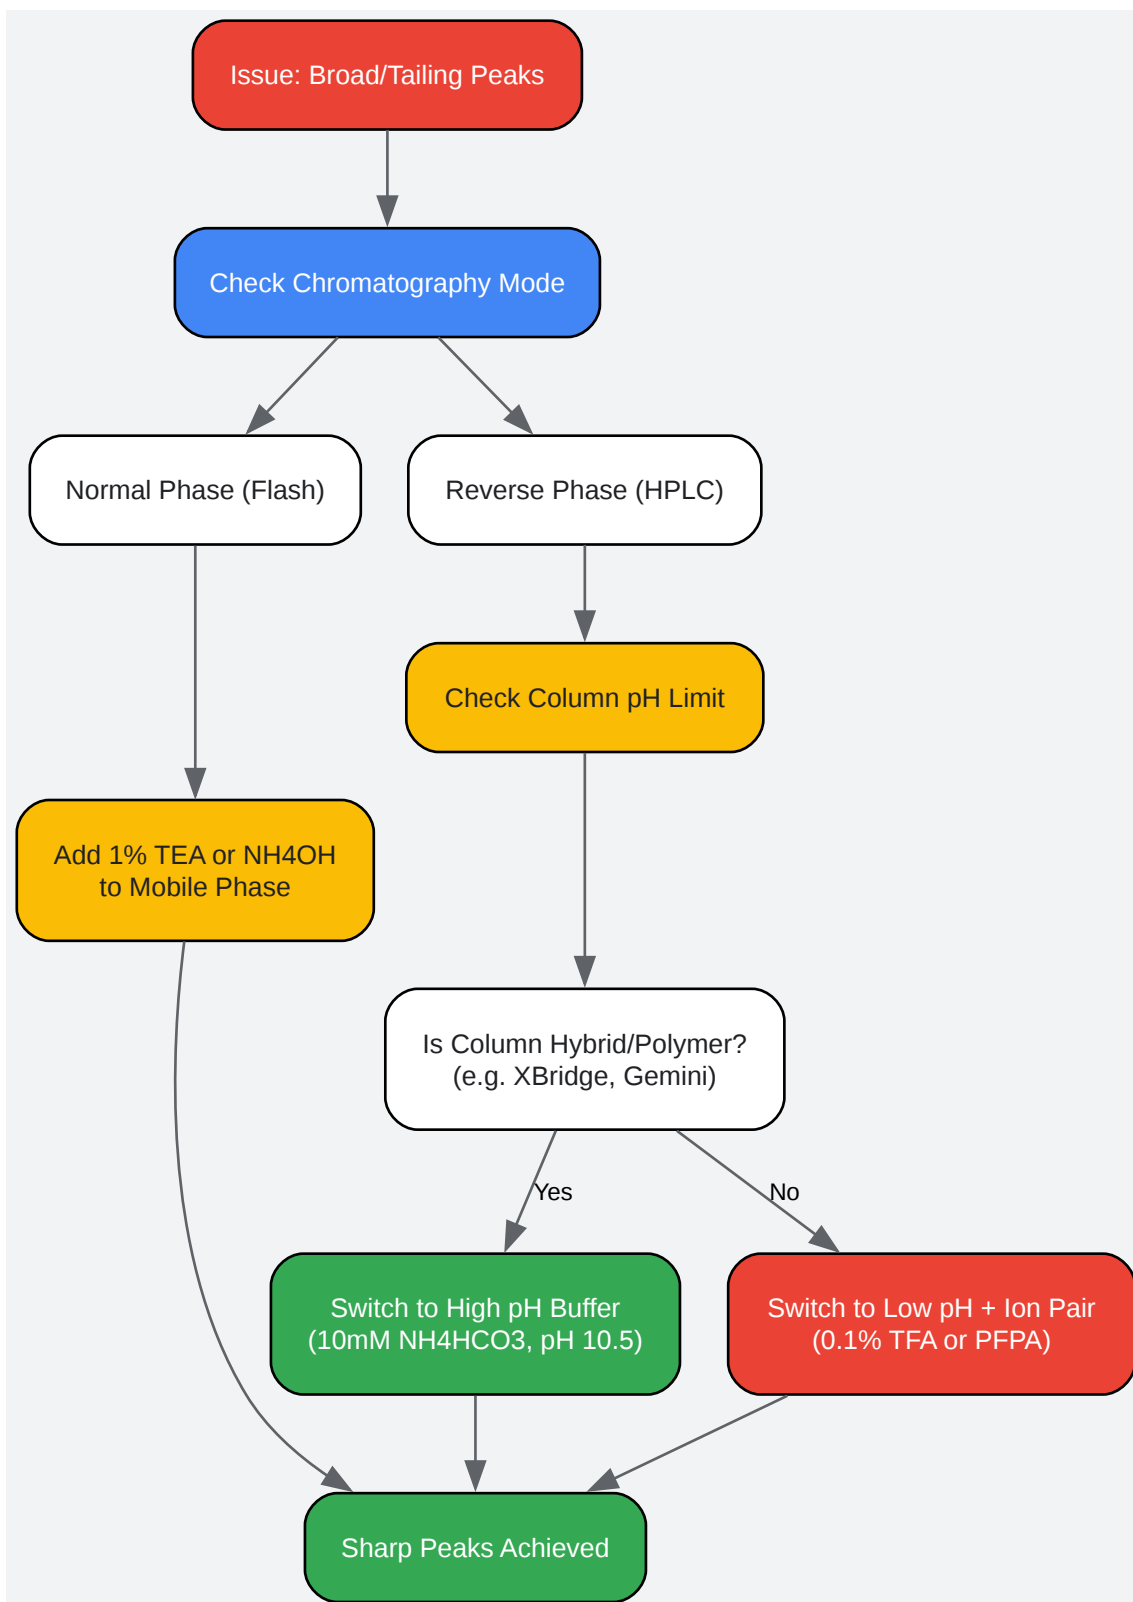 Issue: Broad/Tailing Peaks
Check Chromatography Mode
Normal Phase (Flash)
Reverse Phase (HPLC)
Check Column pH Limit
Add 1% TEA or NH4OH
to Mobile Phase
Is Column Hybrid/Polymer?
(e.g. XBridge, Gemini)
Yes
No
Switch to High pH Buffer
(10mM NH4HCO3, pH 10.5)
Switch to Low pH + Ion Pair
(0.1% TFA or PFPA)
Sharp Peaks Achieved